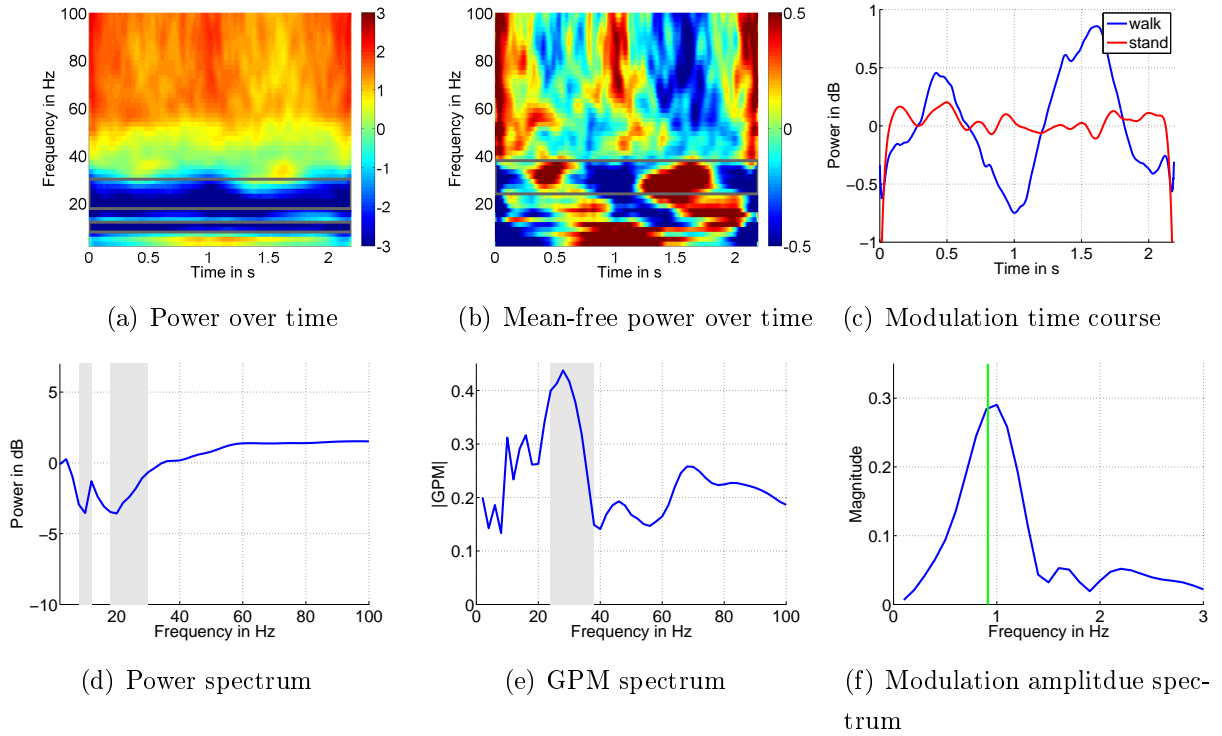 100
80
60
40
20
Frequency in Hz
0 0.5 1 1.5 2
Time in s
3
2
1
0
-1
-2
-3
(a) Power over time
100
80
60
40
20
Frequency in Hz
0 0.5 1 1.5 2
Time in s
0.5
0
-0.5
(b) Mean-free power over time
1
0.5
0
−0.5
−1
Power in dB
0 0.5 1 1.5 2
Time in s
walk
stand
(c) Modulation time course
5
0
−5
−10
Power in dB
20 40 60 80 100
Frequency in Hz
(d) Power spectrum
0.4
0.3
0.2
0.1
0
|GPM|
20 40 60 80 100
Frequency in Hz
(e) GPM spectrum
0.3
0.2
0.1
0
Magnitude
0 1 2 3
Frequency in Hz
(f) Modulation amplitdue spec-
trum